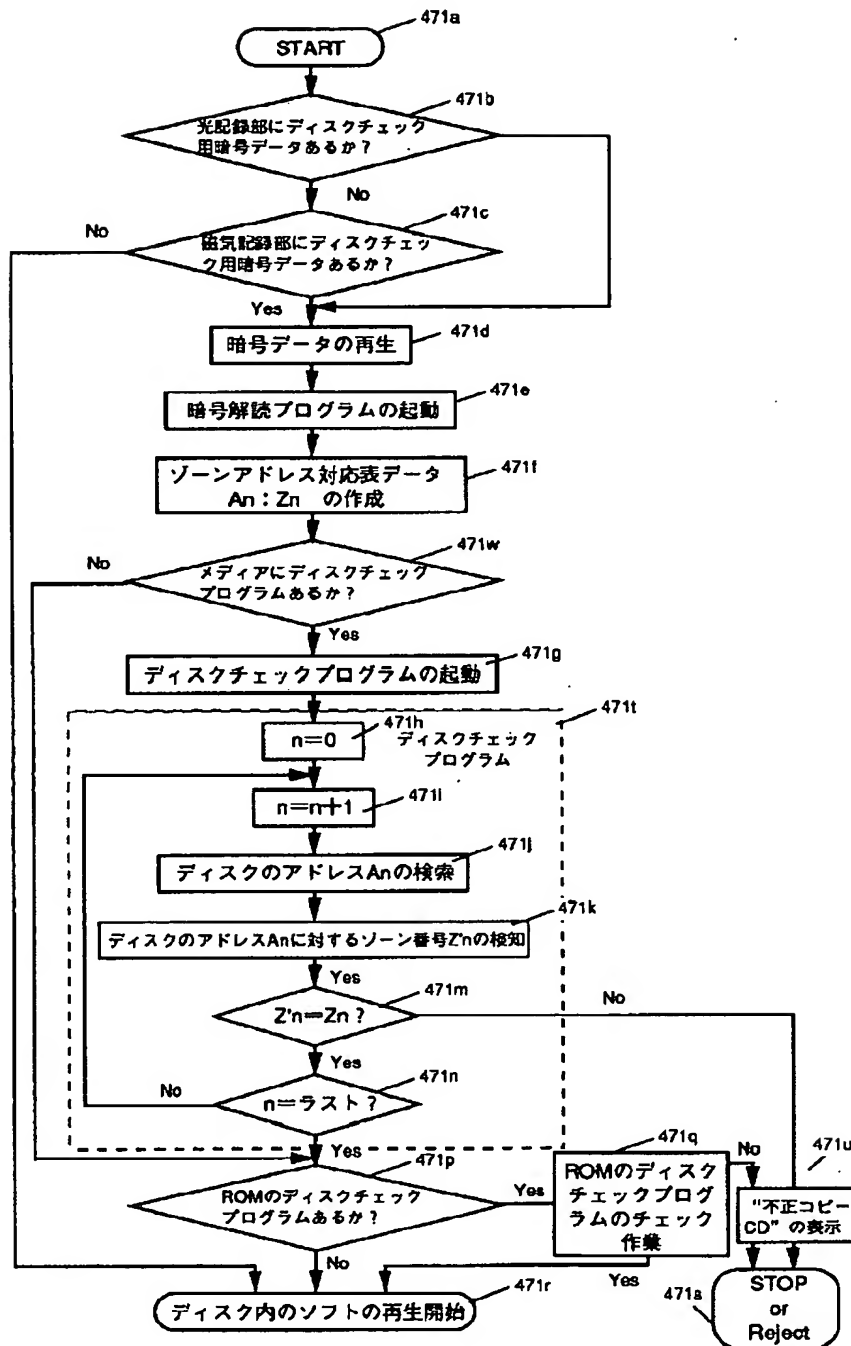 471a
START
471b
光記録部にディスクチェック
用暗号データあるか？
No
471c
No
磁気記録部にディスクチェッ
ク用暗号データあるか？
Yes
471d
暗号データの再生
471e
暗号解読プログラムの起動
471f
ゾーンアドレス対応表データ
An：Zn の作成
471w
No
メディアにディスクチェック
プログラムあるか？
Yes
ディスクチェックプログラムの起動
471g
471t
471h
n＝0
ディスクチェック
プログラム
471i
n＝n＋1
471j
ディスクのアドレスAnの検索
471k
ディスクのアドレスAnに対するゾーン番号Z'nの検知
Yes
471m
No
Z'n＝Zn？
Yes
471n
No
n＝ラスト？
Yes
471p
471q
No
471u
ROMのディスクチェック
プログラムあるか？
Yes
ROMのディスク
チェックプログ
ラムのチェック
作業
“不正コピー
CD”の表示
No
Yes
471r
ディスク内のソフトの再生開始
471s
STOP
or
Reject